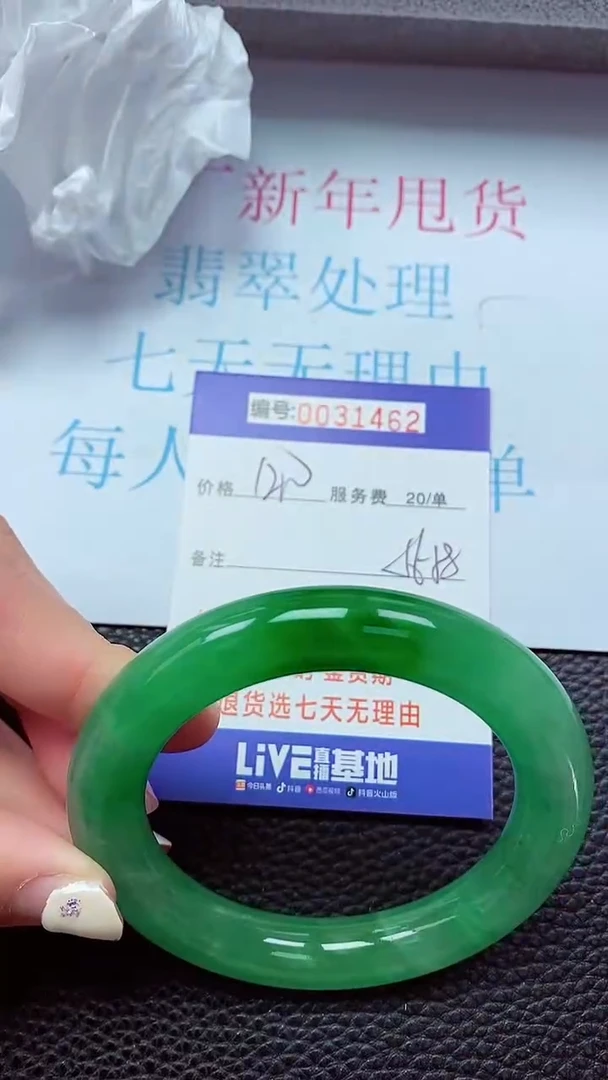 新年甩货
翡翠处理
七天无理由
每人
单
编号:0031462
价格
服务费 20/单
备注
退货选七天无理由
LiVE直播基地
今日头条 抖音 西瓜视频 抖音火山版